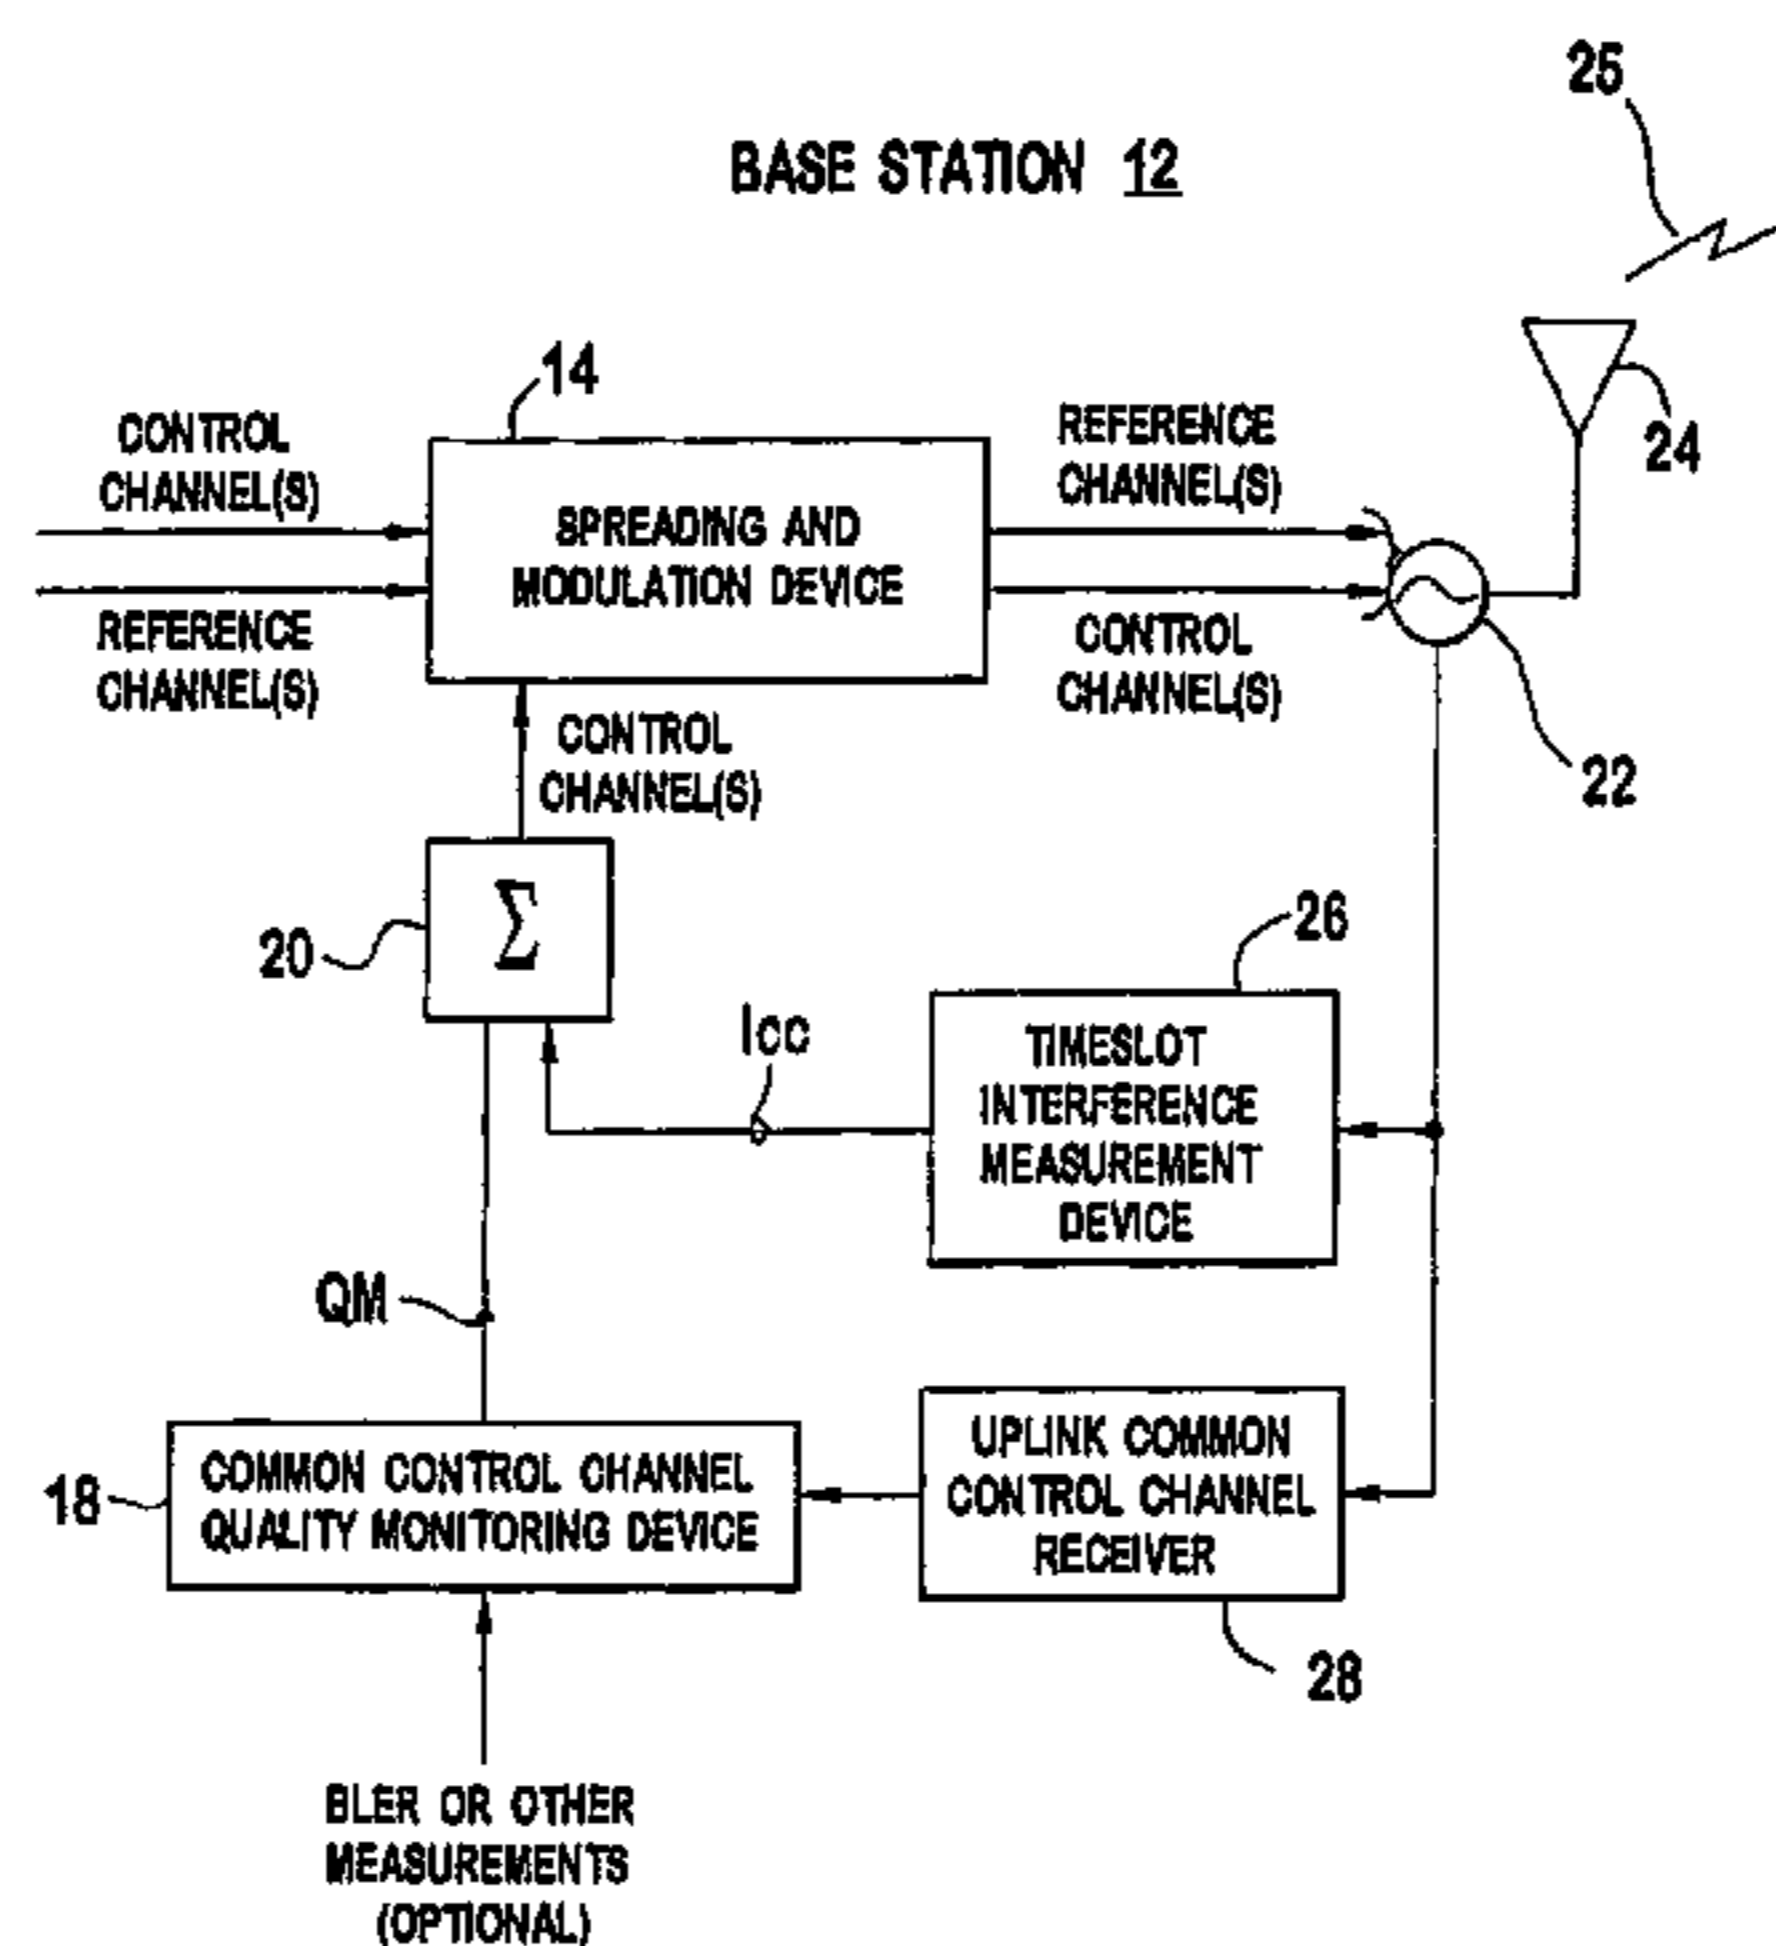 25
BASE STATION 12
14
CONTROL
CHANNEL(S)
REFERENCE
CHANNEL(S)
SPREADING AND
MODULATION DEVICE
REFERENCE
CHANNEL(S)
CONTROL
CHANNEL(S)
24
22
CONTROL
CHANNEL(S)
20
Σ
26
Icc
TIMESLOT
INTERFERENCE
MEASUREMENT
DEVICE
QM
18
COMMON CONTROL CHANNEL
QUALITY MONITORING DEVICE
UPLINK COMMON
CONTROL CHANNEL
RECEIVER
28
BLER OR OTHER
MEASUREMENTS
(OPTIONAL)